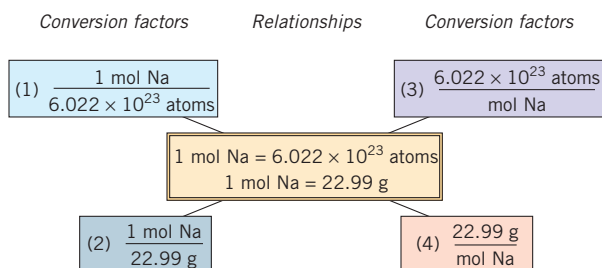 Conversion factors Relationships Conversion factors
(1) 1 mol Na / 6.022 × 10²³ atoms
(3) 6.022 × 10²³ atoms / mol Na
1 mol Na = 6.022 × 10²³ atoms
1 mol Na = 22.99 g
(2) 1 mol Na / 22.99 g
(4) 22.99 g / mol Na